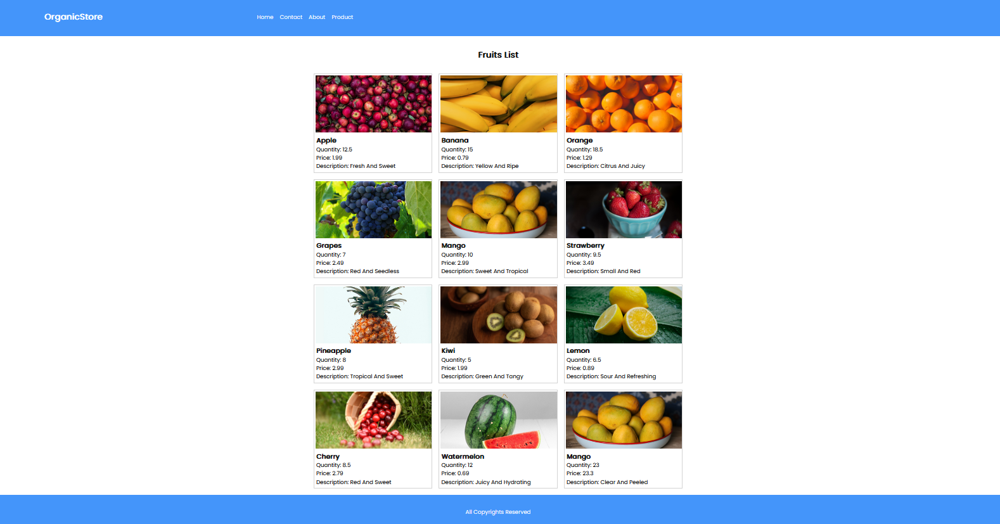 OrganicStore
Home Contact About Product
Fruits List
Apple
Quantity: 12.5
Price: 1.99
Description: Fresh And Sweet
Banana
Quantity: 15
Price: 0.79
Description: Yellow And Ripe
Orange
Quantity: 18.5
Price: 1.29
Description: Citrus And Juicy
Grapes
Quantity: 7
Price: 2.49
Description: Red And Seedless
Mango
Quantity: 10
Price: 2.99
Description: Sweet And Tropical
Strawberry
Quantity: 9.5
Price: 3.49
Description: Small And Red
Pineapple
Quantity: 8
Price: 2.99
Description: Tropical And Sweet
Kiwi
Quantity: 5
Price: 1.99
Description: Green And Tangy
Lemon
Quantity: 6.5
Price: 0.89
Description: Sour And Refreshing
Cherry
Quantity: 8.5
Price: 2.79
Description: Red And Sweet
Watermelon
Quantity: 12
Price: 0.69
Description: Juicy And Hydrating
Mango
Quantity: 23
Price: 23.3
Description: Clear And Peeled
All Copyrights Reserved